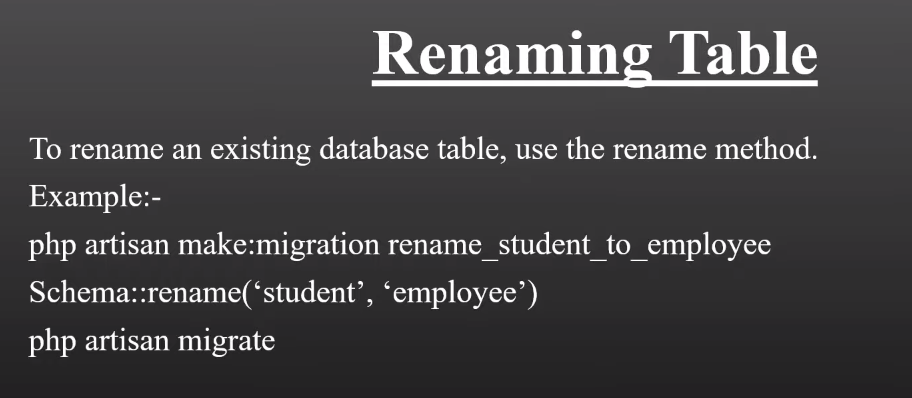 Renaming Table
To rename an existing database table, use the rename method.
Example:-
php artisan make:migration rename_student_to_employee
Schema::rename(‘student’, ‘employee’)
php artisan migrate